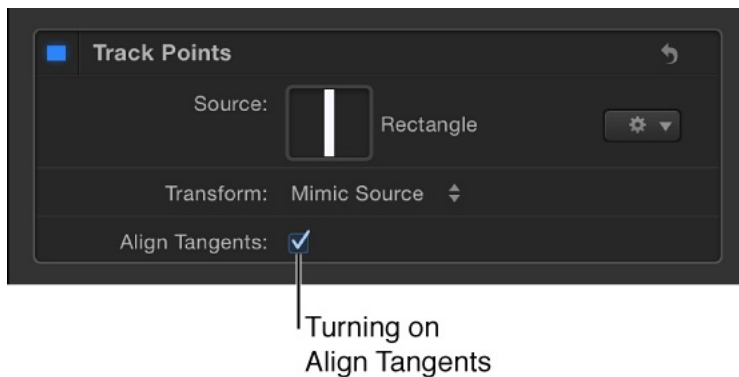 Track Points
Source:
Rectangle
Transform: Mimic Source
Align Tangents:
Turning on
Align Tangents